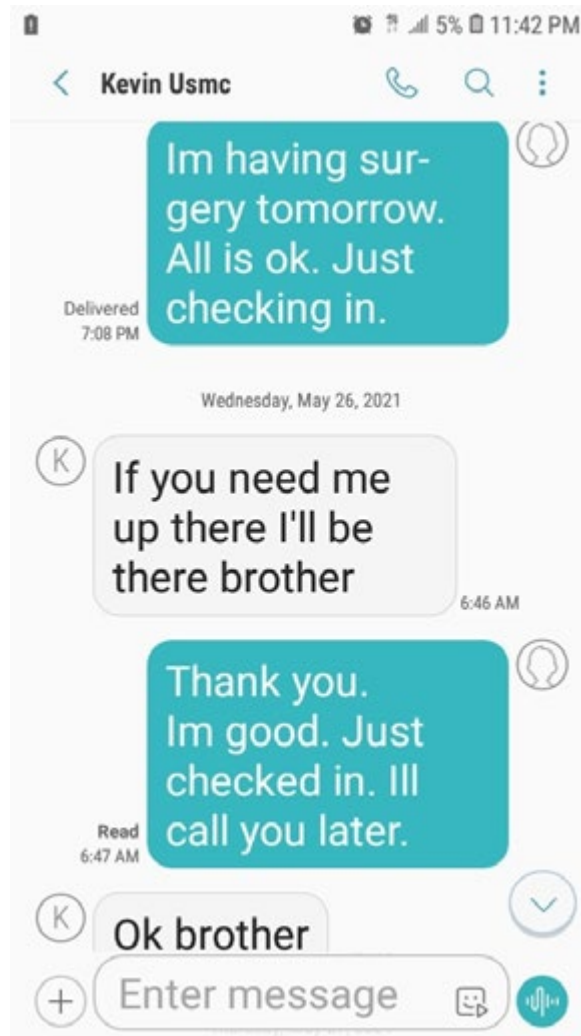 5% 11:42 PM
Kevin Usmc
Im having sur-
gery tomorrow.
All is ok. Just
checking in.
Delivered
7:08 PM
Wednesday, May 26, 2021
K
If you need me
up there I'll be
there brother
6:46 AM
Thank you.
Im good. Just
checked in. Ill
call you later.
Read
6:47 AM
K
Ok brother
Enter message